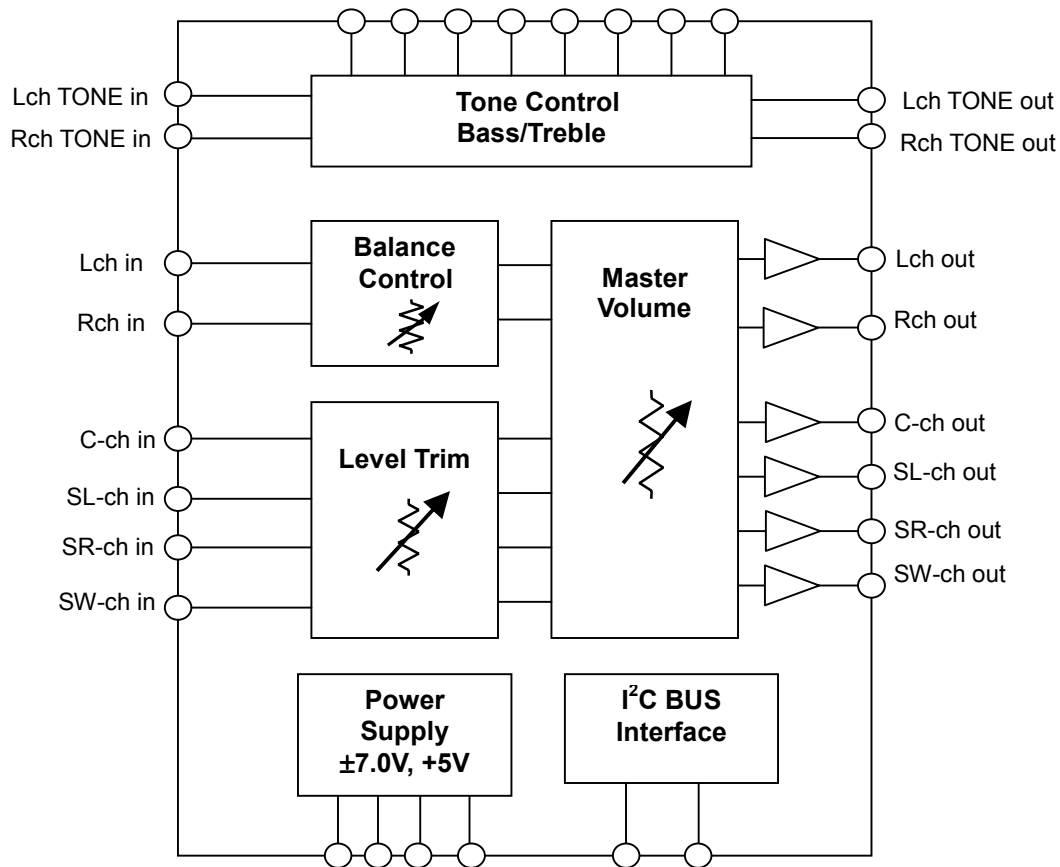 Tone Control
Bass/Treble
Lch TONE in
Rch TONE in
Lch TONE out
Rch TONE out
Lch in
Rch in
Balance
Control
Master
Volume
Lch out
Rch out
C-ch in
SL-ch in
SR-ch in
SW-ch in
Level Trim
C-ch out
SL-ch out
SR-ch out
SW-ch out
Power
Supply
±7.0V, +5V
I²C BUS
Interface